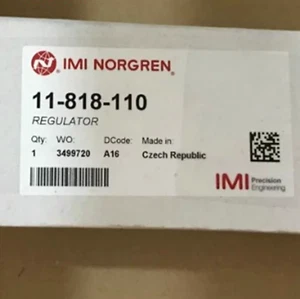 IMI NORGREN®
11-818-110
REGULATOR
Qty: WO: DCode: Made in:
1 3499720 A16 Czech Republic
IMI Precision
Engineering